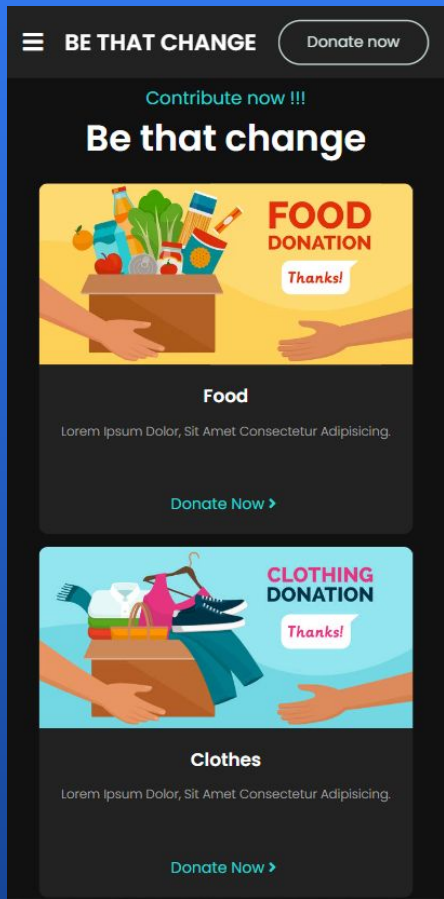 BE THAT CHANGE
Donate now
Contribute now !!!
Be that change
FOOD
DONATION
Thanks!
Food
Lorem Ipsum Dolor, Sit Amet Consectetur Adipisicing.
Donate Now
CLOTHING
DONATION
Thanks!
Clothes
Lorem Ipsum Dolor, Sit Amet Consectetur Adipisicing.
Donate Now